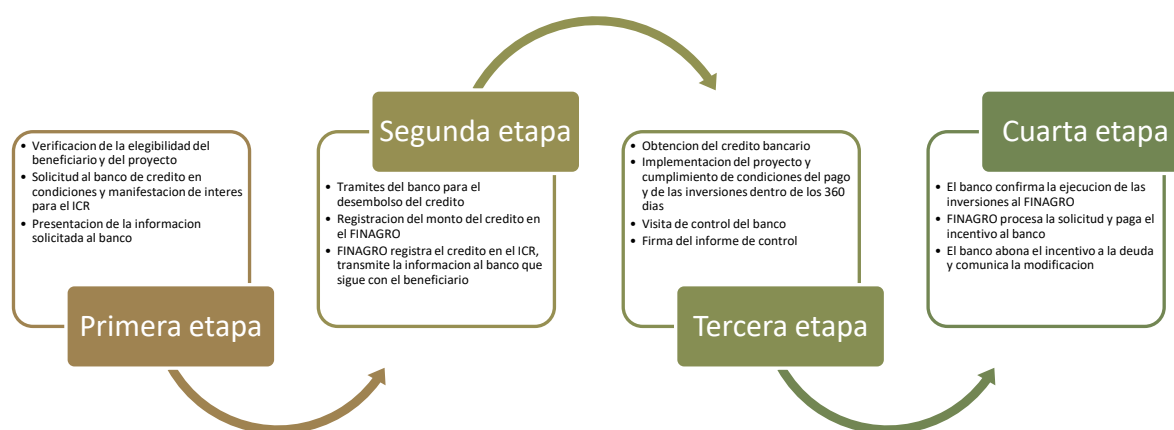 • Verificacion de la elegibilidad del
beneficiario y del proyecto
• Solicitud al banco de credito en
condiciones y manifestacion de interes
para el ICR
• Presentacion de la informacion
solicitada al banco
Primera etapa
Segunda etapa
• Tramites del banco para el
desembolso del credito
• Registracion del monto del credito en
el FINAGRO
• FINAGRO registra el credito en el ICR,
transmite la informacion al banco que
sigue con el beneficiario
• Obtencion del credito bancario
• Implementacion del proyecto y
cumplimiento de condiciones del pago
y de las inversiones dentro de los 360
dias
• Visita de control del banco
• Firma del informe de control
Tercera etapa
Cuarta etapa
• El banco confirma la ejecucion de las
inversiones al FINAGRO
• FINAGRO procesa la solicitud y paga el
incentivo al banco
• El banco abona el incentivo a la deuda
y comunica la modificacion